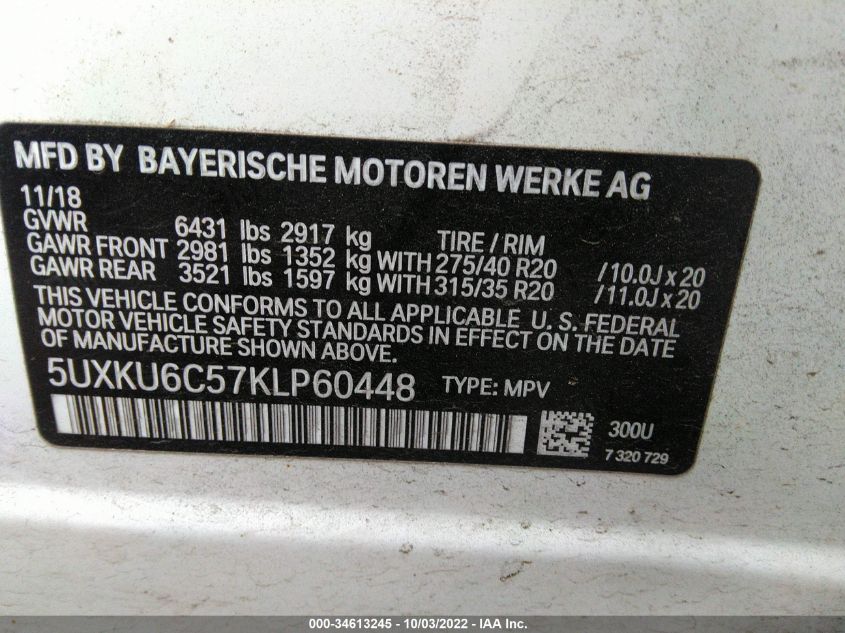 MFD BY BAYERISCHE MOTOREN WERKE AG
11/18
GVWR 6431 lbs 2917 kg TIRE / RIM
GAWR FRONT 2981 lbs 1352 kg WITH 275/40 R20 /10.0J x 20
GAWR REAR 3521 lbs 1597 kg WITH 315/35 R20 /11.0J x 20
THIS VEHICLE CONFORMS TO ALL APPLICABLE U. S. FEDERAL
MOTOR VEHICLE SAFETY STANDARDS IN EFFECT ON THE DATE
OF MANUFACTURE SHOWN ABOVE.
5UXKU6C57KLP60448 TYPE: MPV
300U
7 320 729
000-34613245 - 10/03/2022 - IAA Inc.